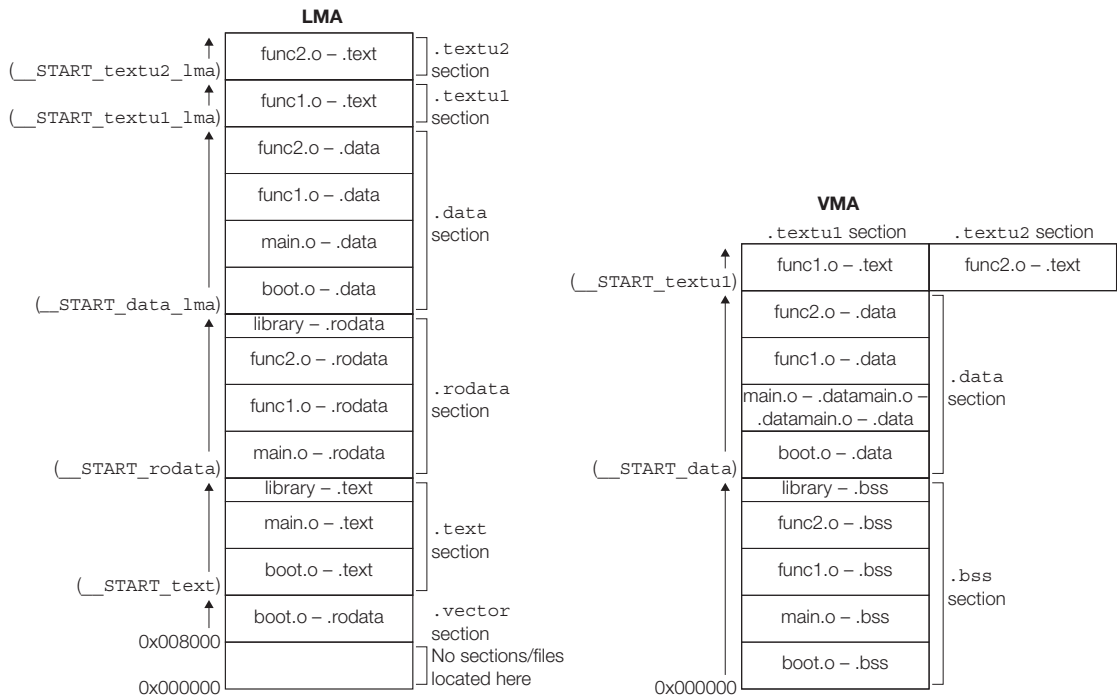 LMA
func2.o – .text
.textu2
section
(__START_textu2_lma)
func1.o – .text
.textu1
section
(__START_textu1_lma)
func2.o – .data
func1.o – .data
main.o – .data
boot.o – .data
.data
section
(__START_data_lma)
library – .rodata
func2.o – .rodata
func1.o – .rodata
main.o – .rodata
.rodata
section
(__START_rodata)
library – .text
main.o – .text
boot.o – .text
.text
section
(__START_text)
boot.o – .rodata
.vector
section
0x008000
No sections/files
located here
0x000000
VMA
.textu1 section
.textu2 section
func1.o – .text
func2.o – .text
(__START_textu1)
func2.o – .data
func1.o – .data
main.o – .datamain.o –
.datamain.o – .data
boot.o – .data
.data
section
(__START_data)
library – .bss
func2.o – .bss
func1.o – .bss
main.o – .bss
boot.o – .bss
.bss
section
0x000000